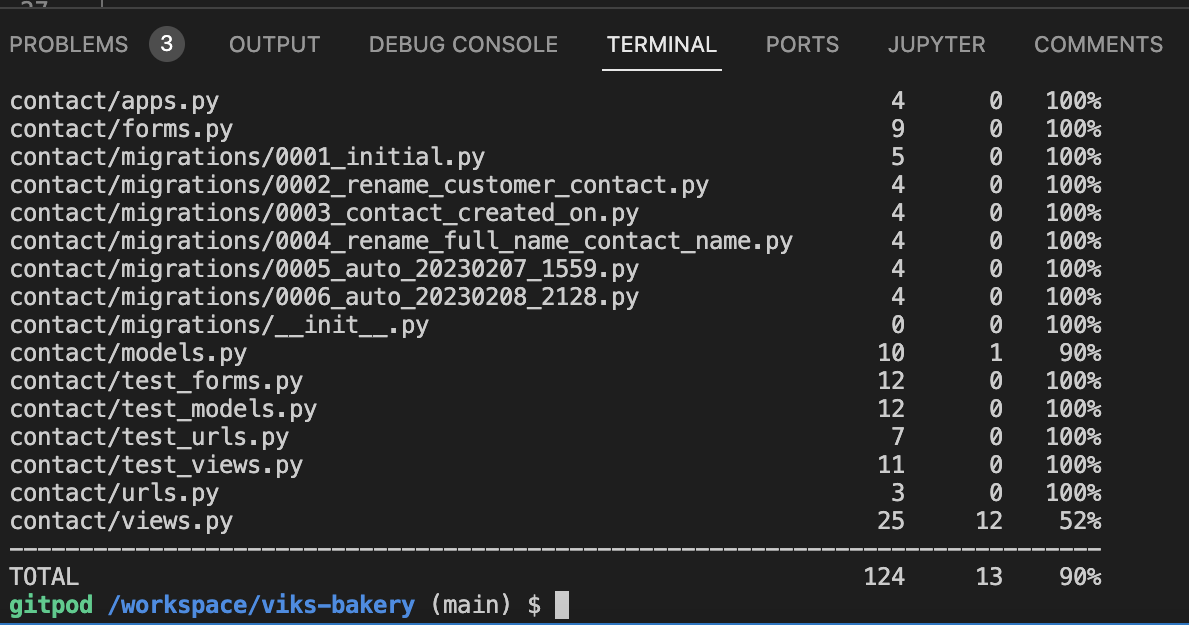 PROBLEMS 3 OUTPUT DEBUG CONSOLE TERMINAL PORTS JUPYTER COMMENTS
contact/apps.py 4 0 100%
contact/forms.py 9 0 100%
contact/migrations/0001_initial.py 5 0 100%
contact/migrations/0002_rename_customer_contact.py 4 0 100%
contact/migrations/0003_contact_created_on.py 4 0 100%
contact/migrations/0004_rename_full_name_contact_name.py 4 0 100%
contact/migrations/0005_auto_20230207_1559.py 4 0 100%
contact/migrations/0006_auto_20230208_2128.py 4 0 100%
contact/migrations/__init__.py 0 0 100%
contact/models.py 10 1 90%
contact/test_forms.py 12 0 100%
contact/test_models.py 12 0 100%
contact/test_urls.py 7 0 100%
contact/test_views.py 11 0 100%
contact/urls.py 3 0 100%
contact/views.py 25 12 52%
------------------------------------------------------------------------------
TOTAL 124 13 90%
gitpod /workspace/viks-bakery (main) $